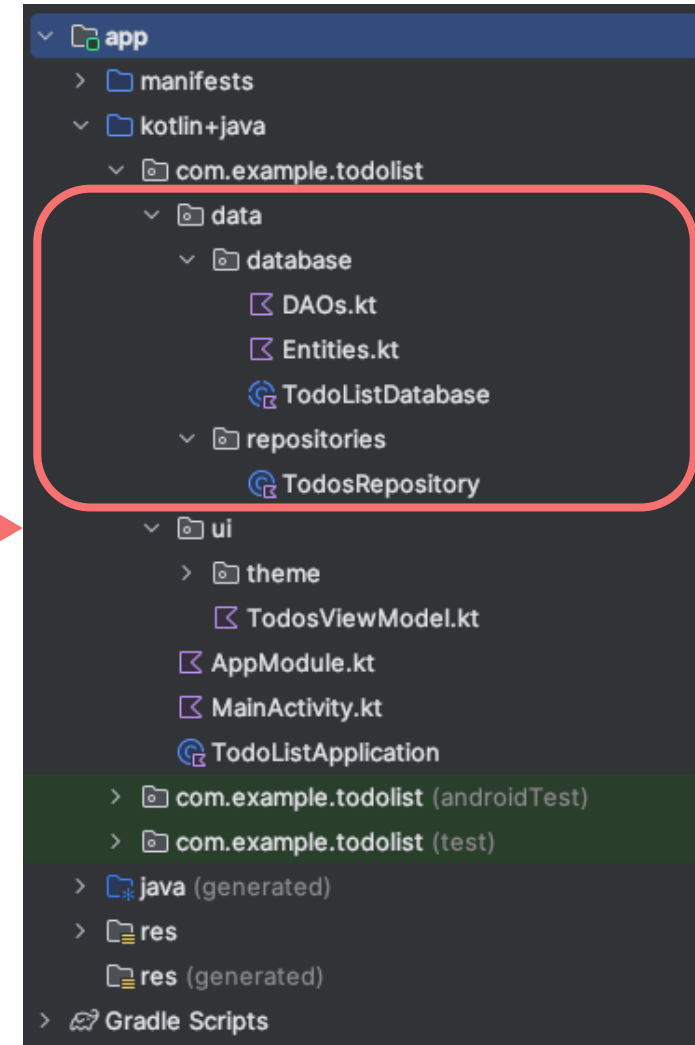 app
manifests
kotlin+java
com.example.todolist
data
database
DAOs.kt
Entities.kt
TodoListDatabase
repositories
TodosRepository
ui
theme
TodosViewModel.kt
AppModule.kt
MainActivity.kt
TodoListApplication
com.example.todolist (androidTest)
com.example.todolist (test)
java (generated)
res
res (generated)
Gradle Scripts